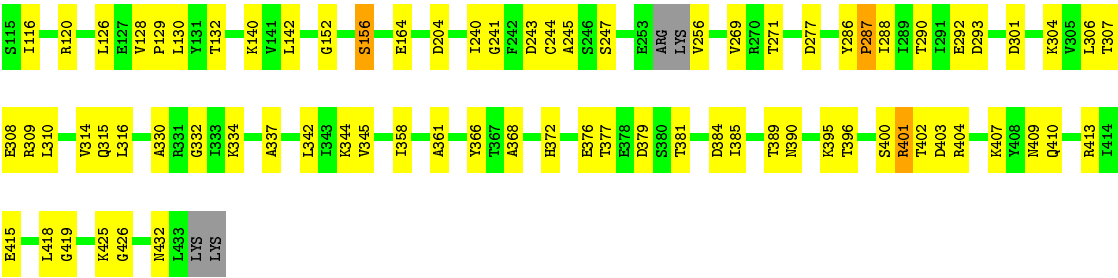 S115 I116 R120 L126 E127 V128 P129 L130 Y131 T132 K140 V141 L142 G152 S156 E164 D204 I240 G241 F242 D243 C244 A245 S246 S247 E253 ARG LYS V256 V269 R270 T271 D277 Y286 P287 I288 I289 T290 I291 E292 D293 D301 K304 V305 L306 T307
E308 R309 L310 V314 Q315 L316 A330 R331 G332 I333 K334 A337 L342 I343 K344 V345 I358 A361 Y366 T367 A368 H372 E376 T377 E378 D379 S380 T381 D384 I385 T389 N390 K395 T396 S400 R401 T402 D403 R404 K407 Y408 N409 Q410 R413 I414
E415 L418 G419 K425 G426 N432 L433 LYS LYS